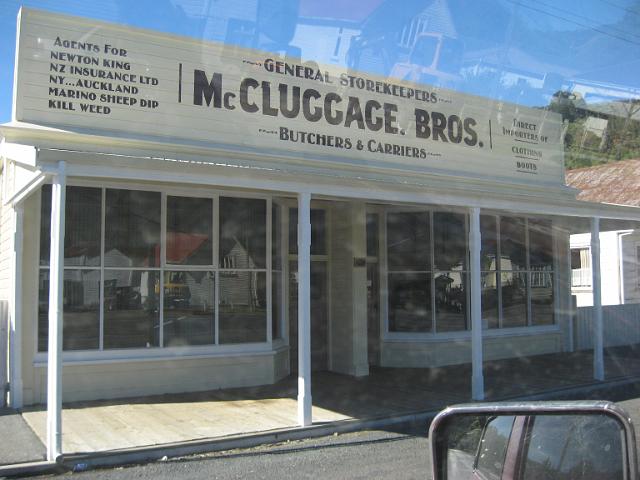 AGENTS FOR
NEWTON KING
NZ INSURANCE LTD
NY...AUCKLAND
MARINO SHEEP DIP
KILL WEED
GENERAL STOREKEEPERS
MCCLUGGAGE. BROS.
BUTCHERS & CARRIERS
DIRECT
IMPORTERS OF
CLOTHING
BOOTS